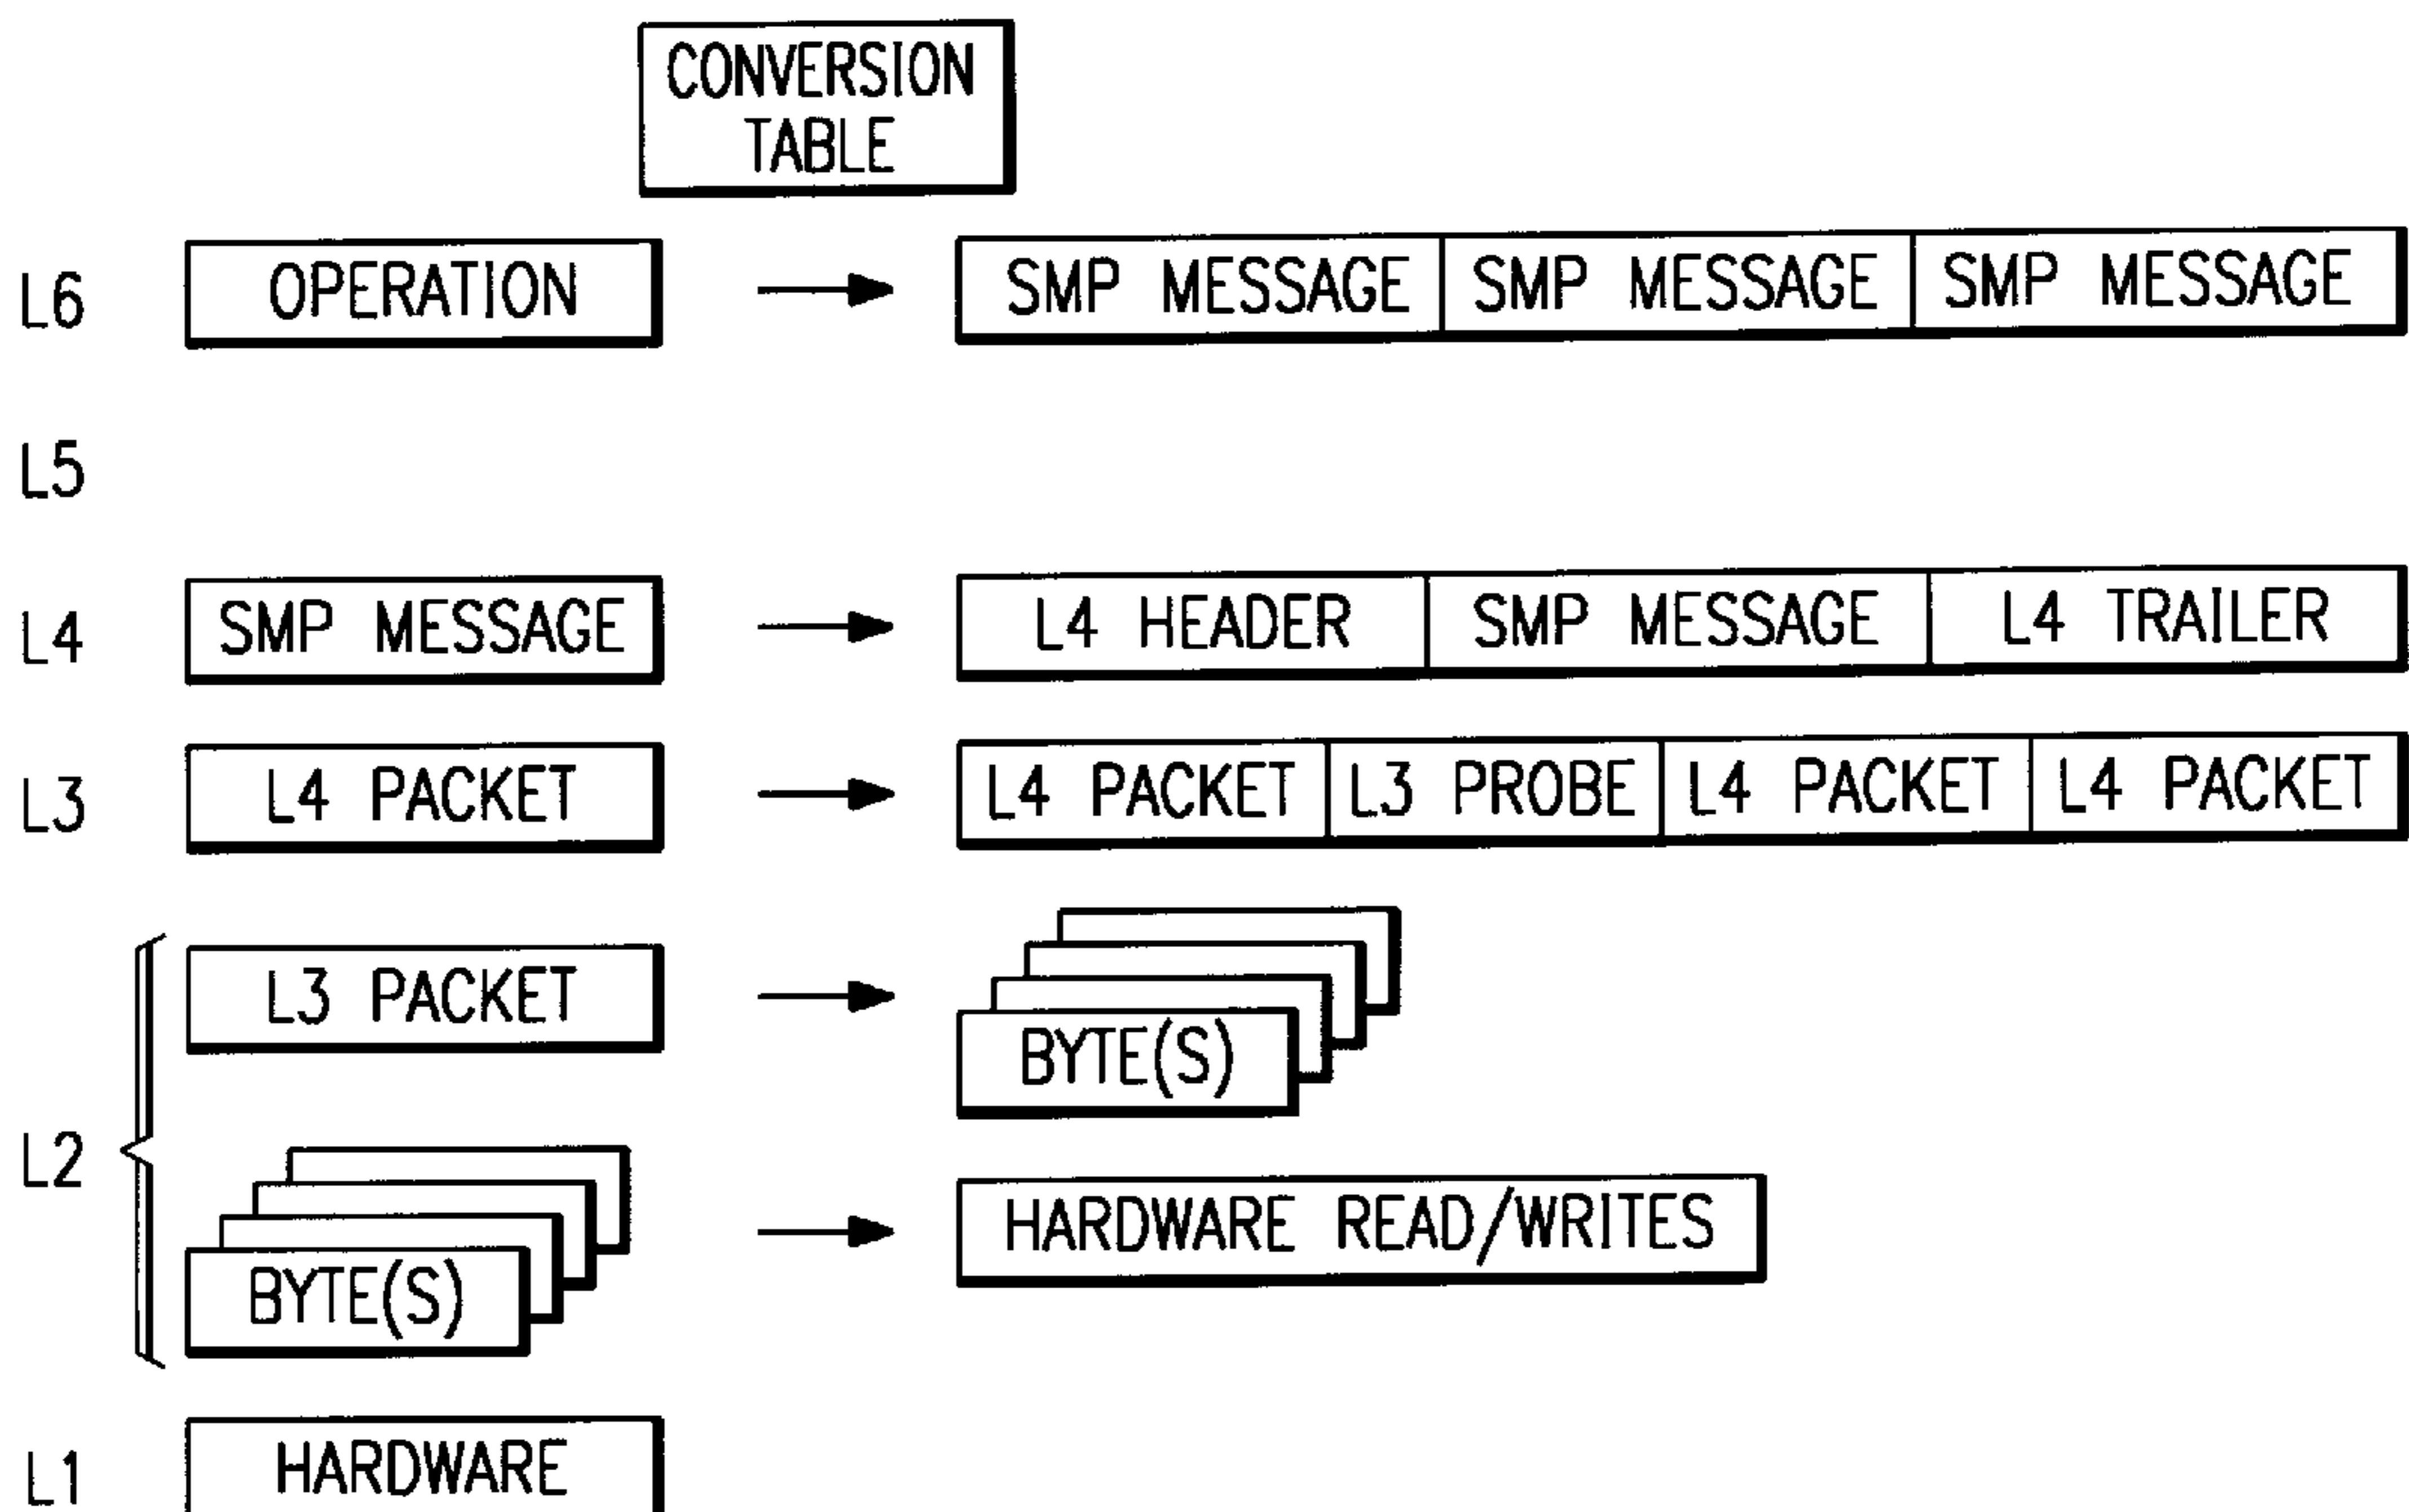 CONVERSION
TABLE
L6 OPERATION SMP MESSAGE SMP MESSAGE SMP MESSAGE
L5
L4 SMP MESSAGE L4 HEADER SMP MESSAGE L4 TRAILER
L3 L4 PACKET L4 PACKET L3 PROBE L4 PACKET L4 PACKET
L3 PACKET
BYTE(S)
L2
HARDWARE READ/WRITES
BYTE(S)
L1 HARDWARE